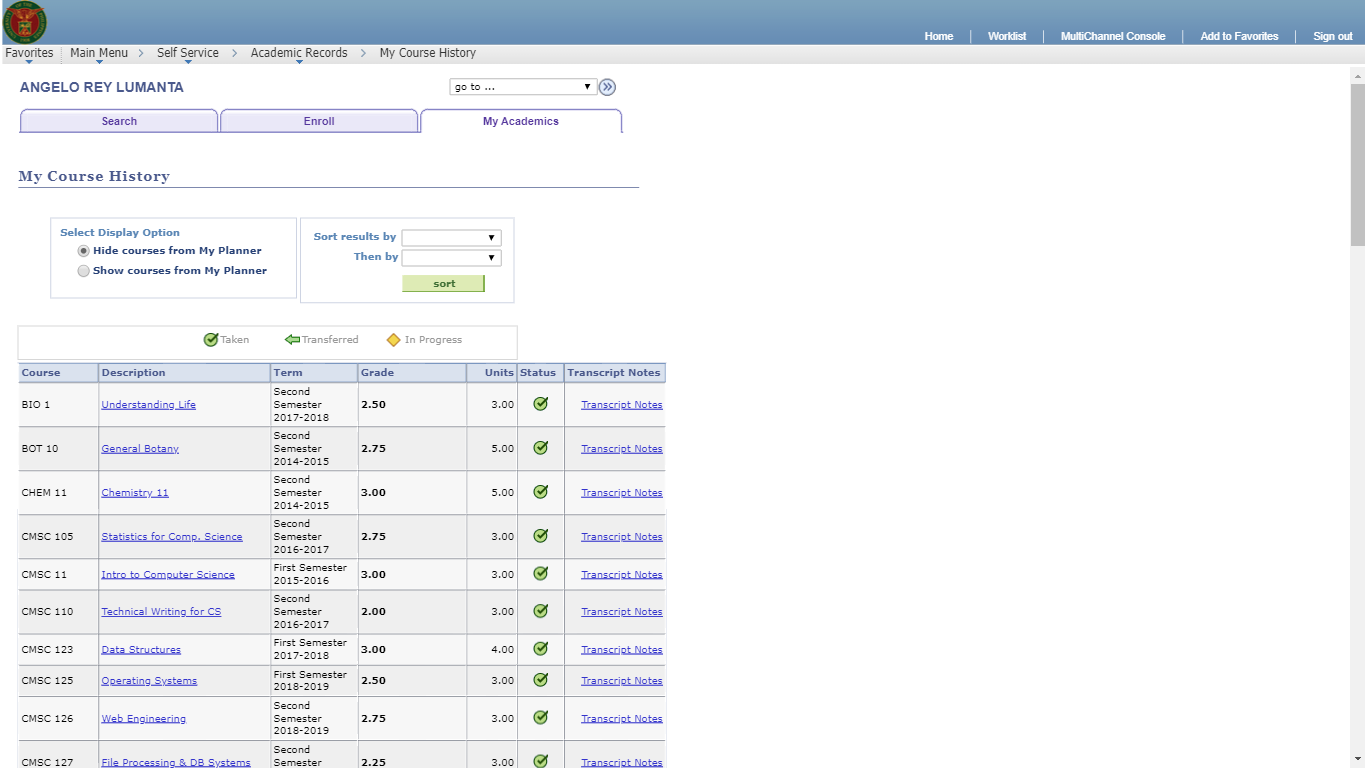 Home Worklist MultiChannel Console Add to Favorites Sign out
Favorites Main Menu > Self Service > Academic Records > My Course History
ANGELO REY LUMANTA
go to ...
Search Enroll My Academics
My Course History
Select Display Option
Hide courses from My Planner
Show courses from My Planner
Sort results by
Then by
sort
Taken Transferred In Progress
Course Description Term Grade Units Status Transcript Notes
BIO 1 Understanding Life Second Semester 2017-2018 2.50 3.00 Transcript Notes
BOT 10 General Botany Second Semester 2014-2015 2.75 5.00 Transcript Notes
CHEM 11 Chemistry 11 Second Semester 2014-2015 3.00 5.00 Transcript Notes
CMSC 105 Statistics for Comp. Science Second Semester 2016-2017 2.75 3.00 Transcript Notes
CMSC 11 Intro to Computer Science First Semester 2015-2016 3.00 3.00 Transcript Notes
CMSC 110 Technical Writing for CS Second Semester 2016-2017 2.00 3.00 Transcript Notes
CMSC 123 Data Structures First Semester 2017-2018 3.00 4.00 Transcript Notes
CMSC 125 Operating Systems First Semester 2018-2019 2.50 3.00 Transcript Notes
CMSC 126 Web Engineering Second Semester 2018-2019 2.75 3.00 Transcript Notes
CMSC 127 File Processing & DB Systems Second Semester 2.25 3.00 Transcript Notes